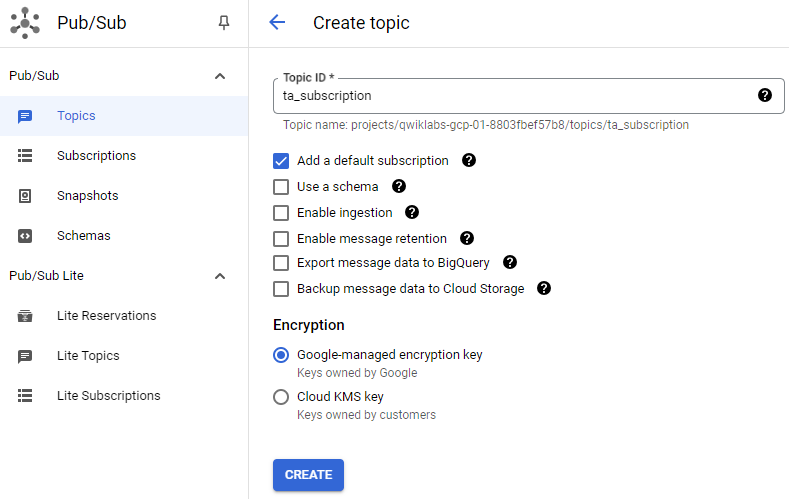 Pub/Sub
Create topic
Pub/Sub
Topics
Subscriptions
Snapshots
Schemas
Pub/Sub Lite
Lite Reservations
Lite Topics
Lite Subscriptions
Topic ID *
ta_subscription
?
Topic name: projects/qwiklabs-gcp-01-8803fbef57b8/topics/ta_subscription
Add a default subscription ?
Use a schema ?
Enable ingestion ?
Enable message retention ?
Export message data to BigQuery ?
Backup message data to Cloud Storage ?
Encryption
Google-managed encryption key
Keys owned by Google
Cloud KMS key
Keys owned by customers
CREATE